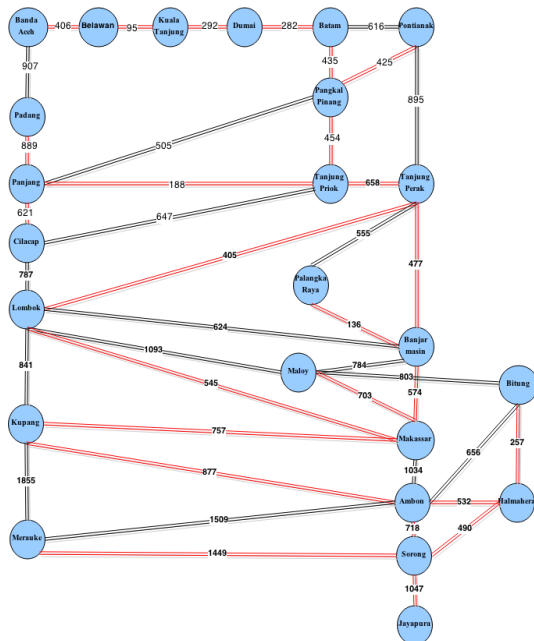 Banda
Aceh
406
Belawan
95
Kuala
Tanjung
292
Dumai
282
Batam
616
Pontianak
435
425
907
Pangkal
Pinang
895
Padang
505
454
889
Panjang
188
Tanjung
Priok
658
Tanjung
Perak
621
647
Cilacap
555
405
477
787
Palangka
Raya
Lombok
136
624
Banjar
masin
1093
784
Maloy
803
Bitung
841
545
703
574
Kupang
757
Makassar
656
257
877
1034
1855
Ambon
532
Halmahera
1509
718
490
Merauke
1449
Sorong
1047
Jayapura